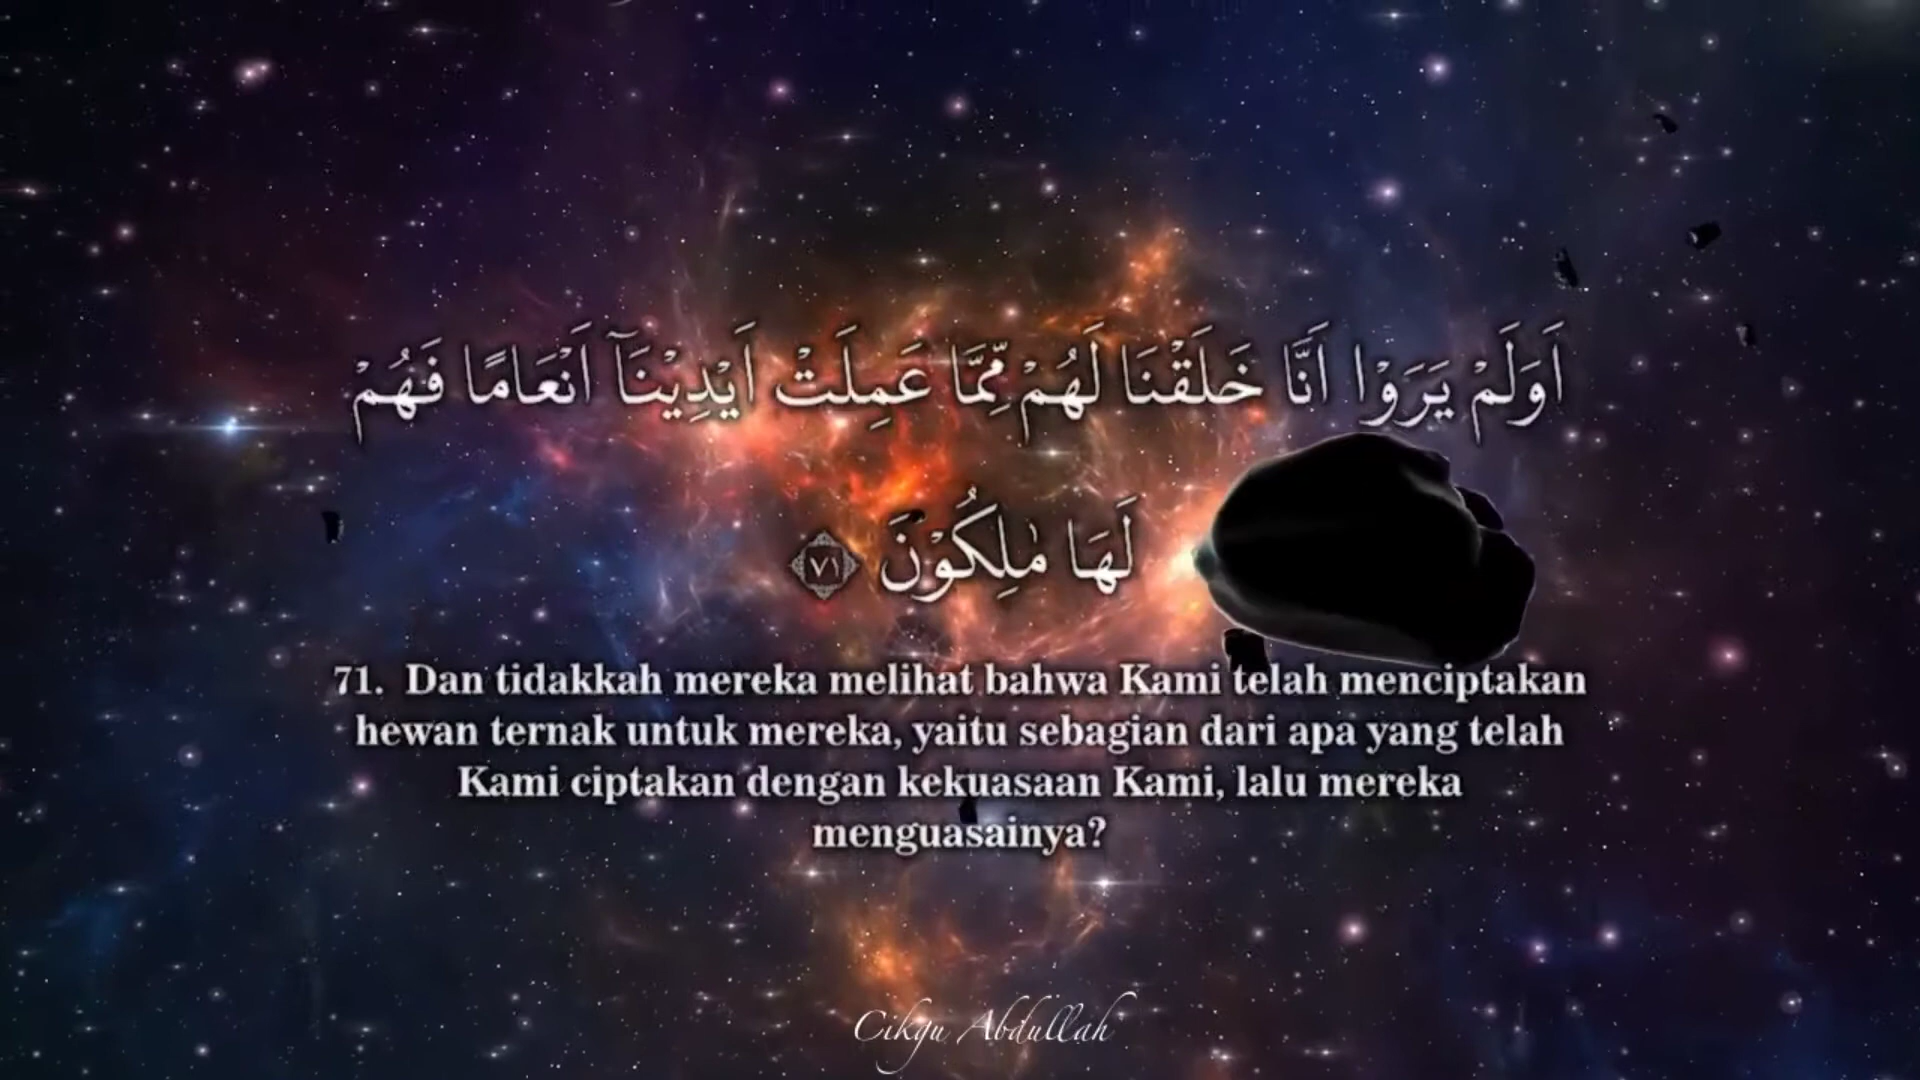 اَوَلَمْ يَرَوْا اَنَّا خَلَقْنَا لَهُمْ مِّمَّا عَمِلَتْ اَيْدِيْنَآ اَنْعَامًا فَهُمْ
لَهَا مٰلِكُوْنَ ۝٧١
71. Dan tidakkah mereka melihat bahwa Kami telah menciptakan
hewan ternak untuk mereka, yaitu sebagian dari apa yang telah
Kami ciptakan dengan kekuasaan Kami, lalu mereka
menguasainya?
Cikgu Abdullah